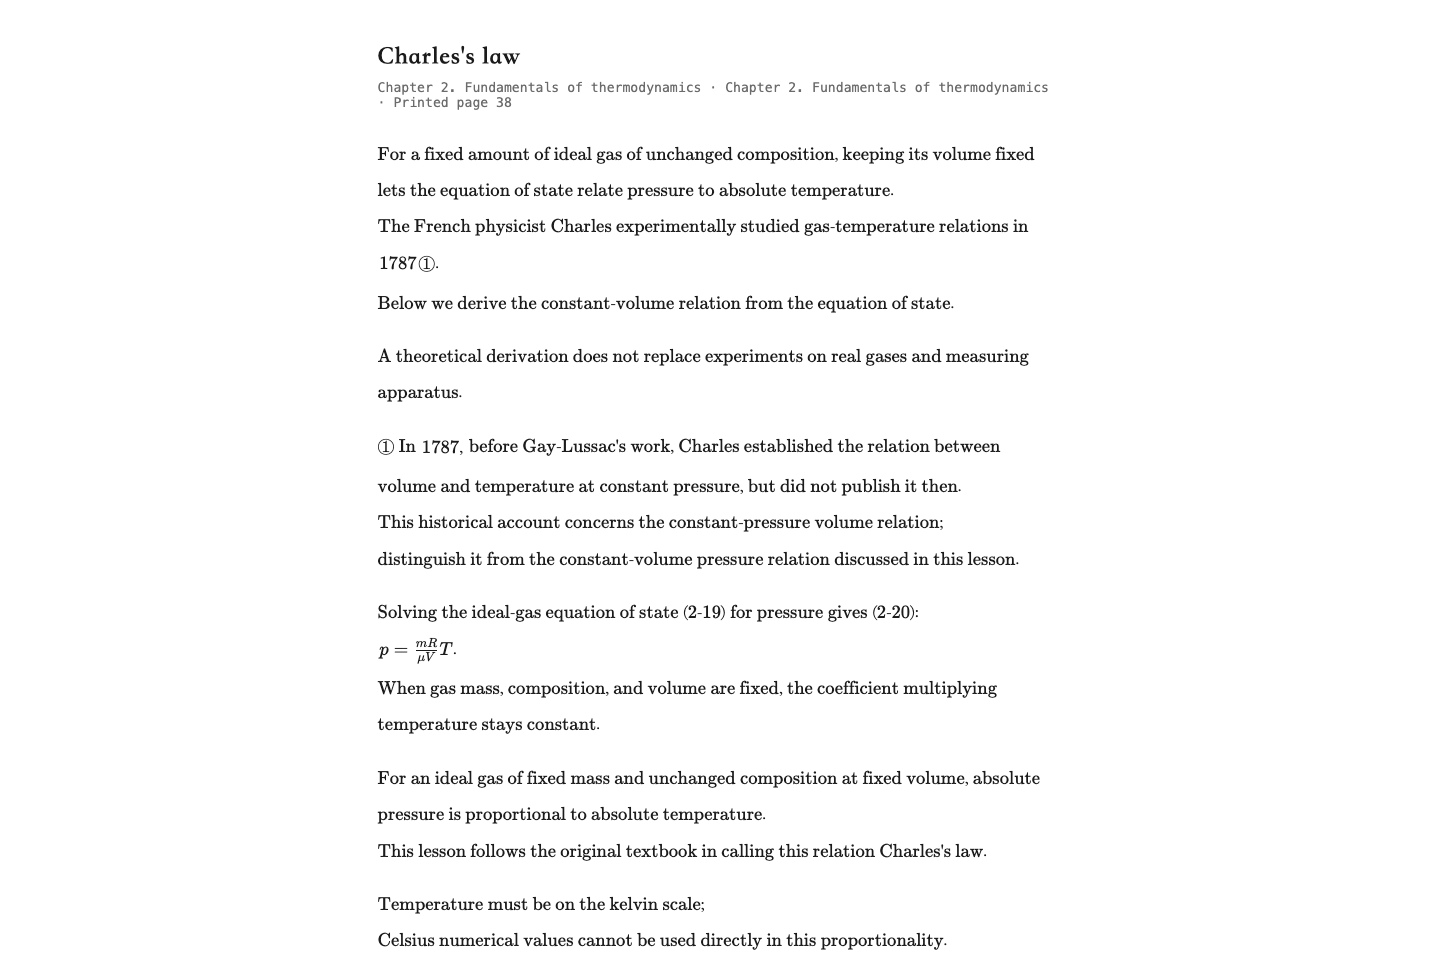 Charles's law
Chapter 2. Fundamentals of thermodynamics · Chapter 2. Fundamentals of thermodynamics
· Printed page 38
For a fixed amount of ideal gas of unchanged composition, keeping its volume fixed
lets the equation of state relate pressure to absolute temperature.
The French physicist Charles experimentally studied gas-temperature relations in
1787①.
Below we derive the constant-volume relation from the equation of state.
A theoretical derivation does not replace experiments on real gases and measuring
apparatus.
① In 1787, before Gay-Lussac's work, Charles established the relation between
volume and temperature at constant pressure, but did not publish it then.
This historical account concerns the constant-pressure volume relation;
distinguish it from the constant-volume pressure relation discussed in this lesson.
Solving the ideal-gas equation of state (2-19) for pressure gives (2-20):
$p = \frac{mR}{\mu V}T.$
When gas mass, composition, and volume are fixed, the coefficient multiplying
temperature stays constant.
For an ideal gas of fixed mass and unchanged composition at fixed volume, absolute
pressure is proportional to absolute temperature.
This lesson follows the original textbook in calling this relation Charles's law.
Temperature must be on the kelvin scale;
Celsius numerical values cannot be used directly in this proportionality.